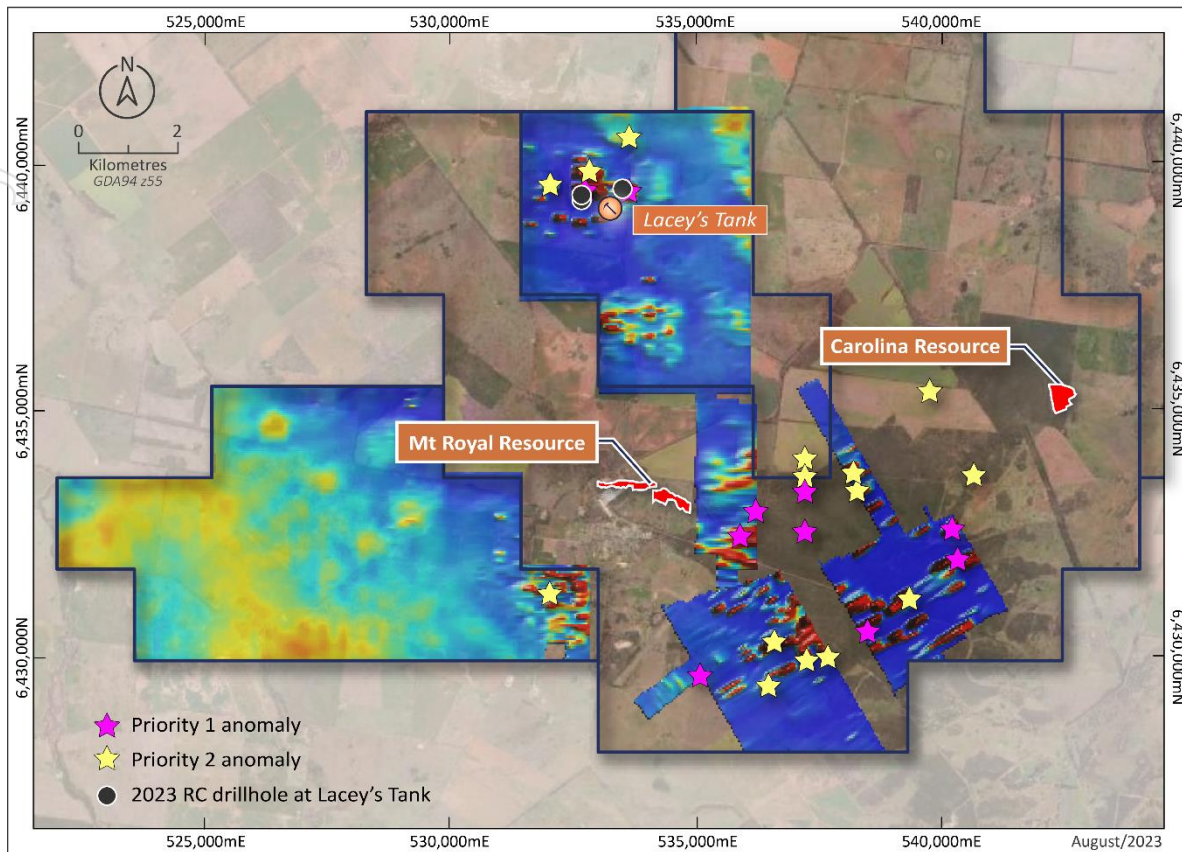 525,000mE 530,000mE 535,000mE 540,000mE
N
0 2
Kilometres
GDA94 z55
6,440,000mN
6,440,000mN
Lacey's Tank
Carolina Resource
6,435,000mN
6,435,000mN
Mt Royal Resource
6,430,000N
6,430,000mN
Priority 1 anomaly
Priority 2 anomaly
2023 RC drillhole at Lacey's Tank
525,000mE 530,000mE 535,000mE 540,000mE
August/2023